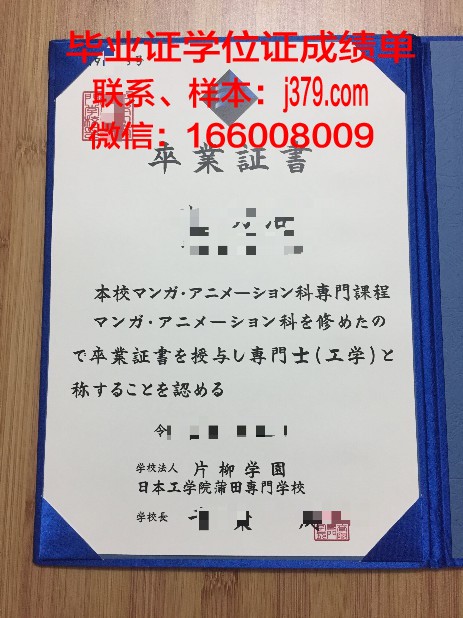 毕业证学位证成绩单
联系、样本：j379.com
微信：166008009
卒業証書
本校マンガ・アニメーション科専門課程
マンガ・アニメーション科を修めたの
で卒業証書を授与し専門士(工学)と
称することを認める
令
学校法人 片柳学園
日本工学院蒲田専門学校
学校長